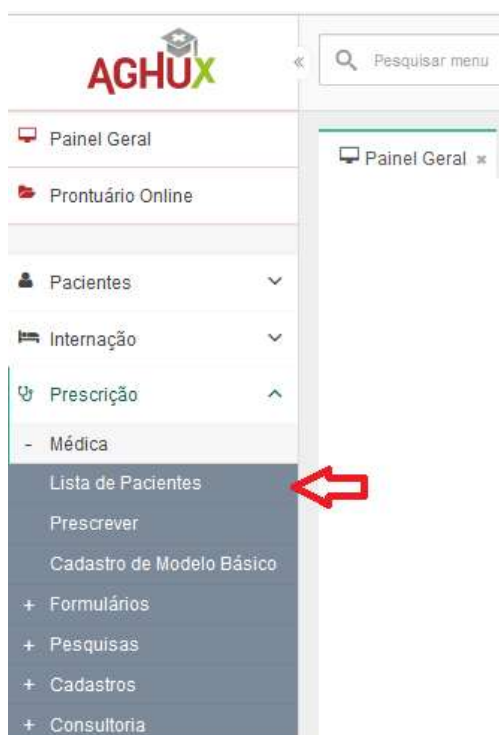 AGHUX
«
Pesquisar menu
Painel Geral
Painel Geral ×
Prontuário Online
Pacientes
Internação
Prescrição
- Médica
Lista de Pacientes
Prescrever
Cadastro de Modelo Básico
+ Formulários
+ Pesquisas
+ Cadastros
+ Consultoria